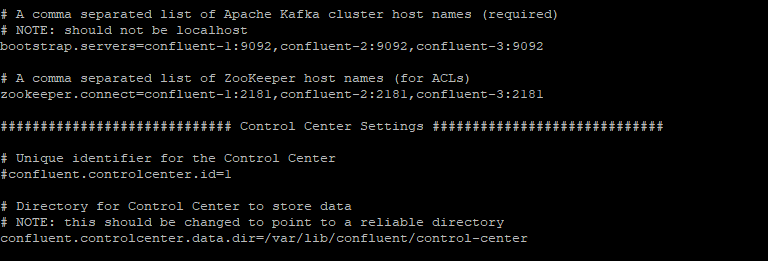 # A comma separated list of Apache Kafka cluster host names (required)
# NOTE: should not be localhost
bootstrap.servers=confluent-1:9092,confluent-2:9092,confluent-3:9092
# A comma separated list of ZooKeeper host names (for ACLs)
zookeeper.connect=confluent-1:2181,confluent-2:2181,confluent-3:2181
############################# Control Center Settings #############################
# Unique identifier for the Control Center
#confluent.controlcenter.id=1
# Directory for Control Center to store data
# NOTE: this should be changed to point to a reliable directory
confluent.controlcenter.data.dir=/var/lib/confluent/control-center